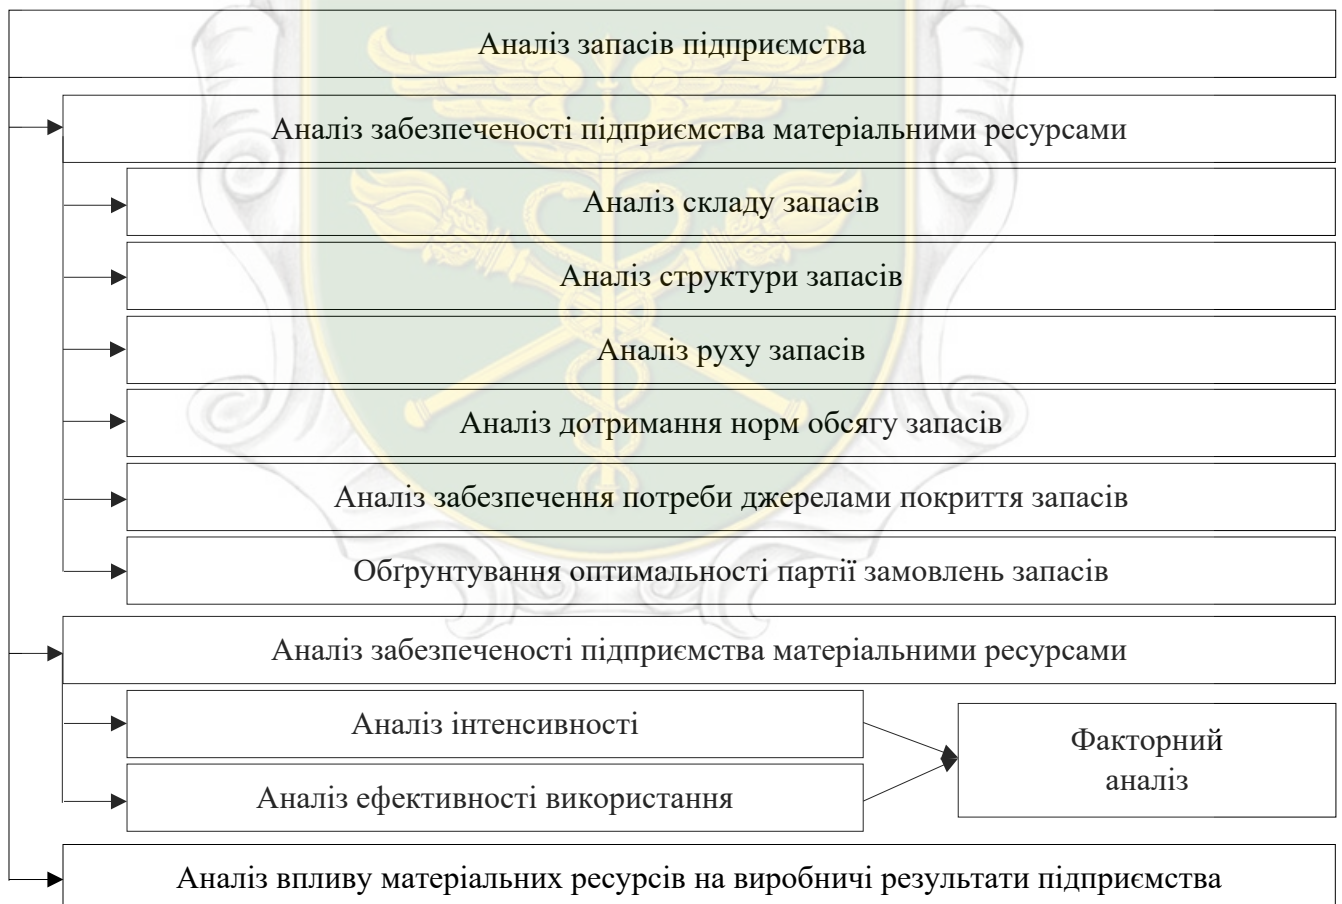 Аналіз запасів підприємства
Аналіз забезпеченості підприємства матеріальними ресурсами
Аналіз складу запасів
Аналіз структури запасів
Аналіз руху запасів
Аналіз дотримання норм обсягу запасів
Аналіз забезпечення потреби джерелами покриття запасів
Обґрунтування оптимальності партії замовлень запасів
Аналіз забезпеченості підприємства матеріальними ресурсами
Аналіз інтенсивності
Аналіз ефективності використання
Факторний
аналіз
Аналіз впливу матеріальних ресурсів на виробничі результати підприємства